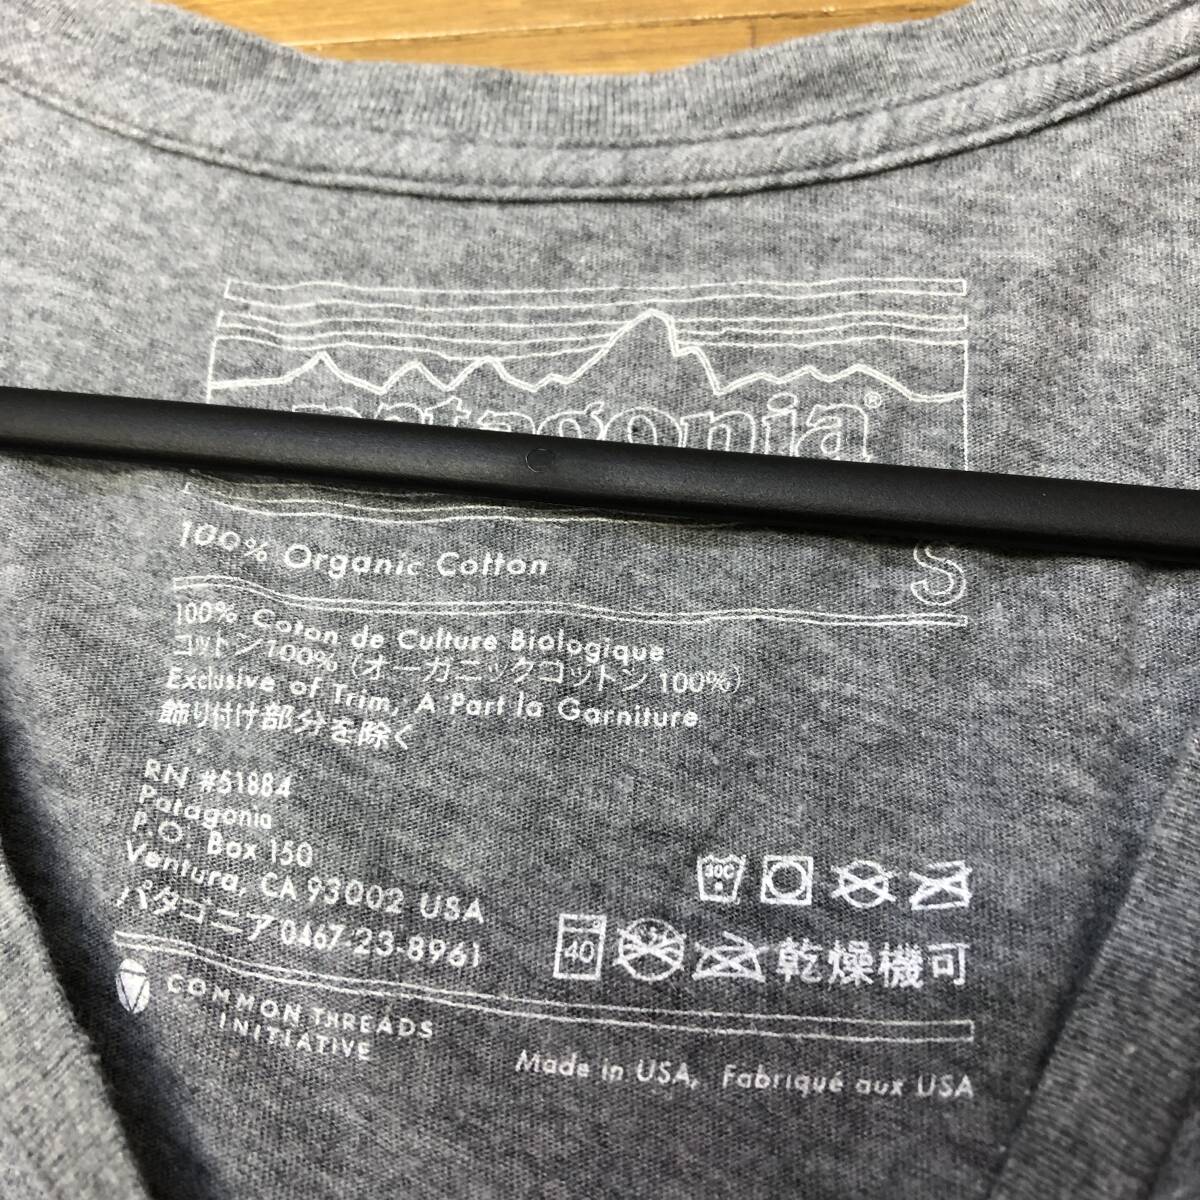 patagonia®
100% Organic Cotton
S
100% Coton de Culture Biologique
コットン100%（オーガニックコットン 100%）
Exclusive of Trim, A Part la Garniture
飾り付け部分を除く
RN #51884
Patagonia
P.O. Box 150
Ventura, CA 93002 USA
パタゴニア 0467-23-8961
30C
40
乾燥機可
COMMON THREADS
INITIATIVE
Made in USA, Fabriqué aux USA